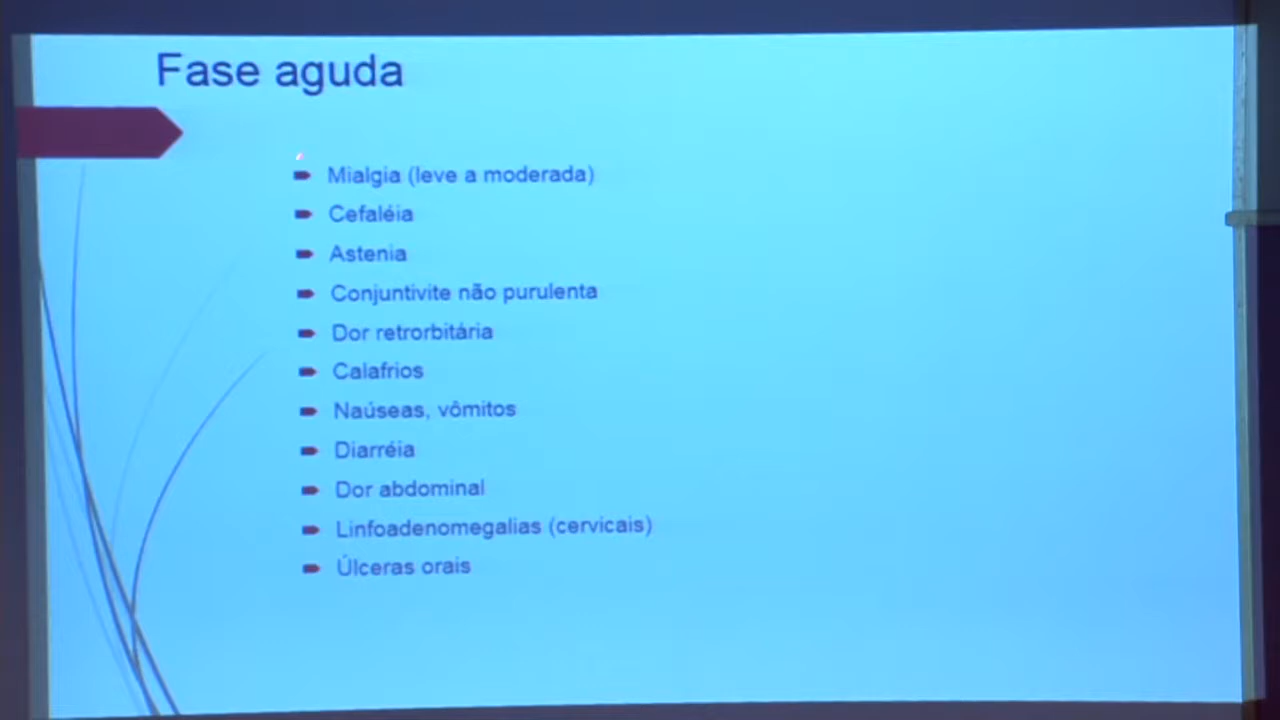 Fase aguda
Mialgia (leve a moderada)
Cefaléia
Astenia
Conjuntivite não purulenta
Dor retrorbitária
Calafrios
Naúseas, vômitos
Diarréia
Dor abdominal
Linfoadenomegalias (cervicais)
Úlceras orais